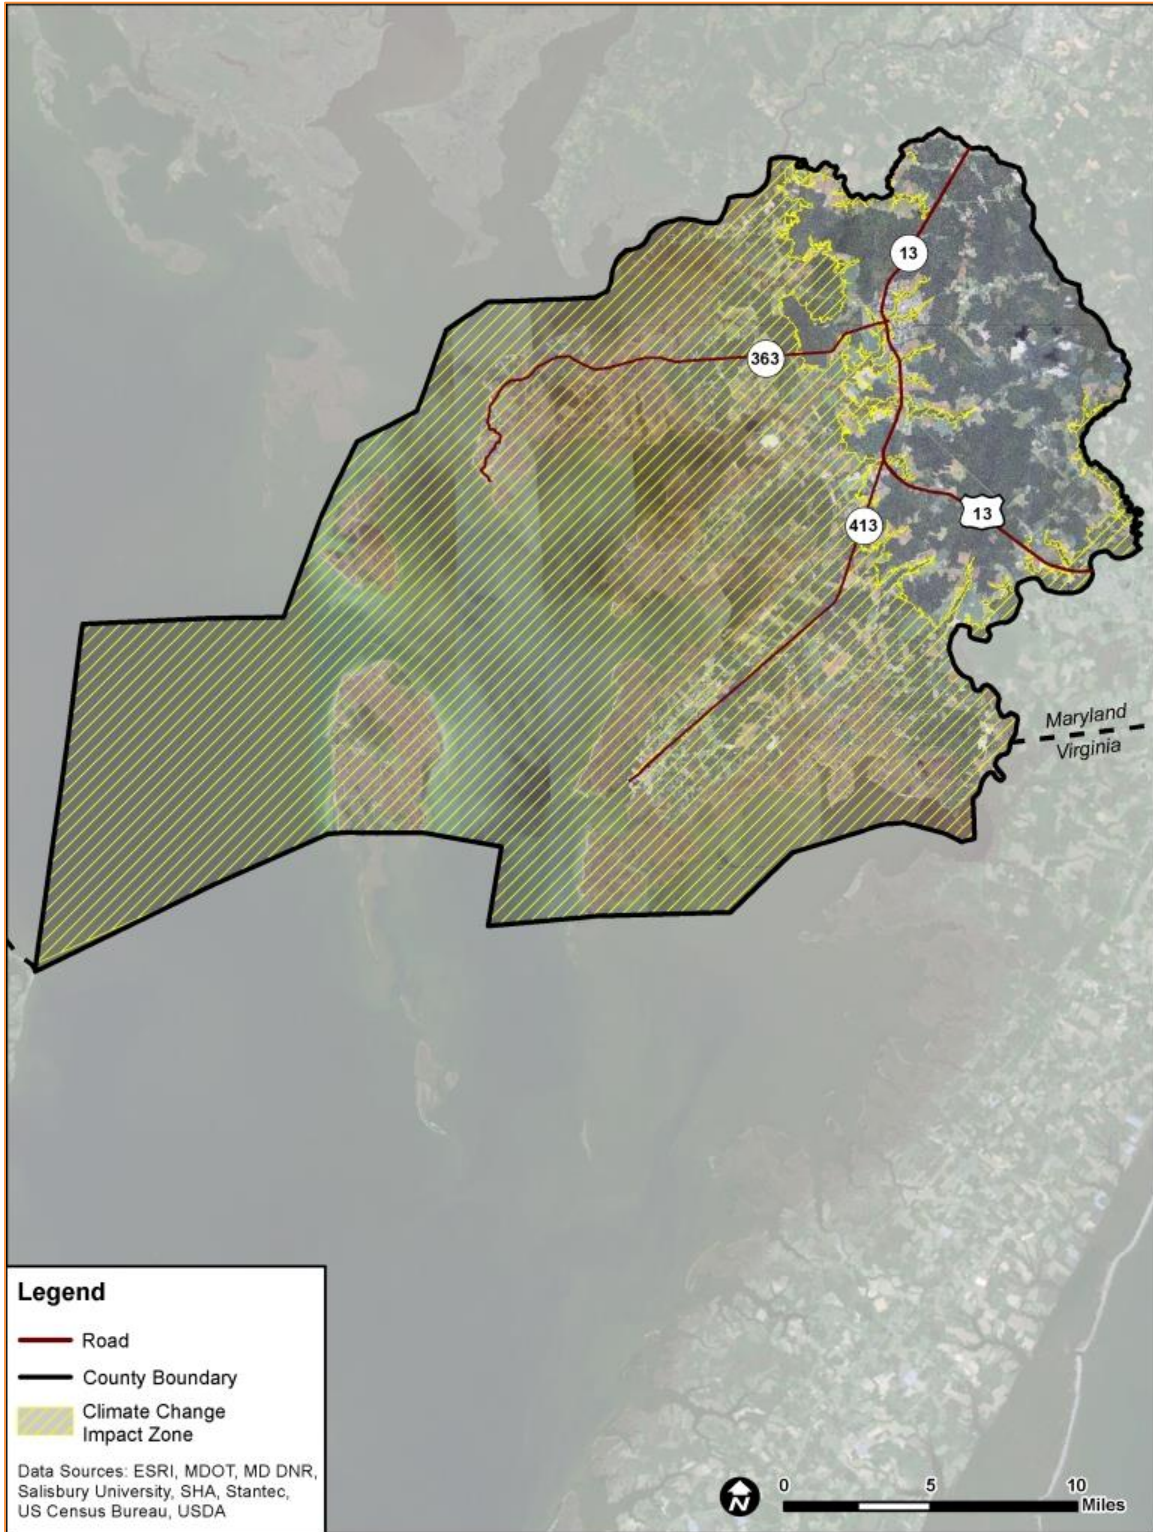 13
363
413
13
Maryland
Virginia
Legend
Road
County Boundary
Climate Change
Impact Zone
Data Sources: ESRI, MDOT, MD DNR,
Salisbury University, SHA, Stantec,
US Census Bureau, USDA
N
0 5 10
Miles